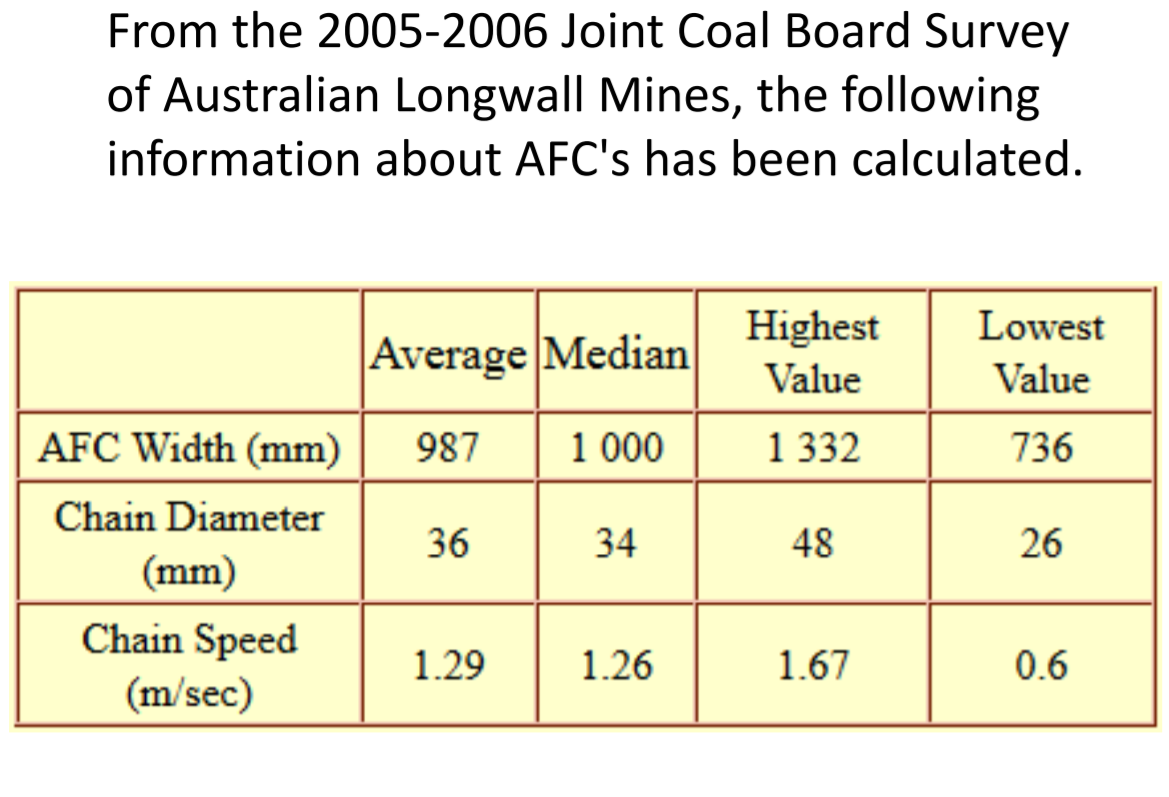 From the 2005-2006 Joint Coal Board Survey
of Australian Longwall Mines, the following
information about AFC's has been calculated.
Average Median Highest Value Lowest Value
AFC Width (mm) 987 1 000 1 332 736
Chain Diameter (mm) 36 34 48 26
Chain Speed (m/sec) 1.29 1.26 1.67 0.6